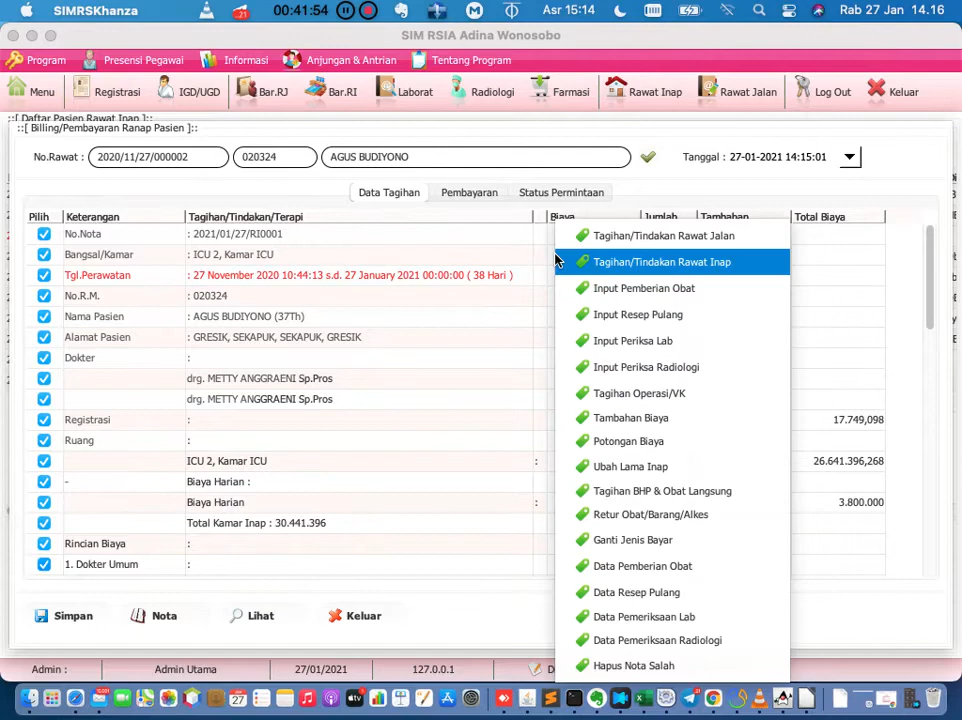 SIMRSKhanza
21
00:41:54
Asr 15:14
Rab 27 Jan 14.16
SIM RSIA Adina Wonosobo
Program Presensi Pegawai Informasi Anjungan & Antrian Tentang Program
Menu Registrasi IGD/UGD Bar.RJ Bar.RI Laborat Radiologi Farmasi Rawat Inap Rawat Jalan Log Out Keluar
::[ Daftar Pasien Rawat Inap ]::
::[ Billing/Pembayaran Ranap Pasien ]::
No.Rawat : 2020/11/27/000002 020324 AGUS BUDIYONO Tanggal : 27-01-2021 14:15:01
Data Tagihan Pembayaran Status Permintaan
Pilih Keterangan Tagihan/Tindakan/Terapi Biaya Jumlah Tambahan Total Biaya
No.Nota : 2021/01/27/RI0001
Bangsal/Kamar : ICU 2, Kamar ICU
Tgl.Perawatan : 27 November 2020 10:44:13 s.d. 27 January 2021 00:00:00 ( 38 Hari )
No.R.M. : 020324
Nama Pasien : AGUS BUDIYONO (37Th)
Alamat Pasien : GRESIK, SEKAPUK, SEKAPUK, GRESIK
Dokter :
drg. METTY ANGGRAENI Sp.Pros
drg. METTY ANGGRAENI Sp.Pros
Registrasi : 17.749,098
Ruang :
ICU 2, Kamar ICU : 26.641.396,268
- Biaya Harian :
Biaya Harian : 3.800.000
Total Kamar Inap : 30.441.396
Rincian Biaya :
1. Dokter Umum :
Tagihan/Tindakan Rawat Jalan
Tagihan/Tindakan Rawat Inap
Input Pemberian Obat
Input Resep Pulang
Input Periksa Lab
Input Periksa Radiologi
Tagihan Operasi/VK
Tambahan Biaya
Potongan Biaya
Ubah Lama Inap
Tagihan BHP & Obat Langsung
Retur Obat/Barang/Alkes
Ganti Jenis Bayar
Data Pemberian Obat
Data Resep Pulang
Data Pemeriksaan Lab
Data Pemeriksaan Radiologi
Hapus Nota Salah
Simpan Nota Lihat Keluar
Admin : Admin Utama 27/01/2021 127.0.0.1